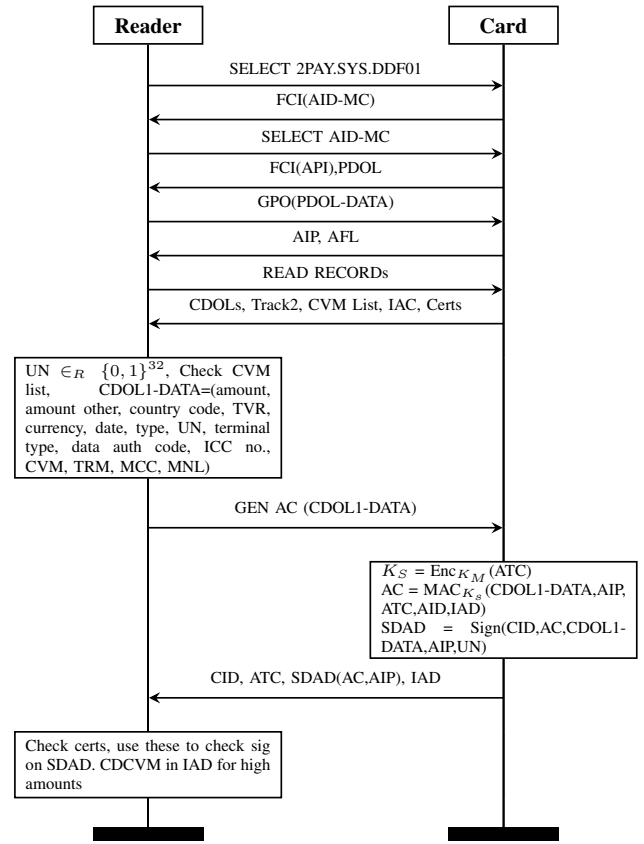 Reader Card
SELECT 2PAY.SYS.DDF01
FCI(AID-MC)
SELECT AID-MC
FCI(API),PDOL
GPO(PDOL-DATA)
AIP, AFL
READ RECORDs
CDOLs, Track2, CVM List, IAC, Certs
UN ∈R {0, 1}^32, Check CVM
list, CDOL1-DATA=(amount,
amount other, country code, TVR,
currency, date, type, UN, terminal
type, data auth code, ICC no.,
CVM, TRM, MCC, MNL)
GEN AC (CDOL1-DATA)
K_S = Enc_{K_M}(ATC)
AC = MAC_{K_s}(CDOL1-DATA,AIP,
ATC,AID,IAD)
SDAD = Sign(CID,AC,CDOL1-
DATA,AIP,UN)
CID, ATC, SDAD(AC,AIP), IAD
Check certs, use these to check sig
on SDAD. CDCVM in IAD for high
amounts